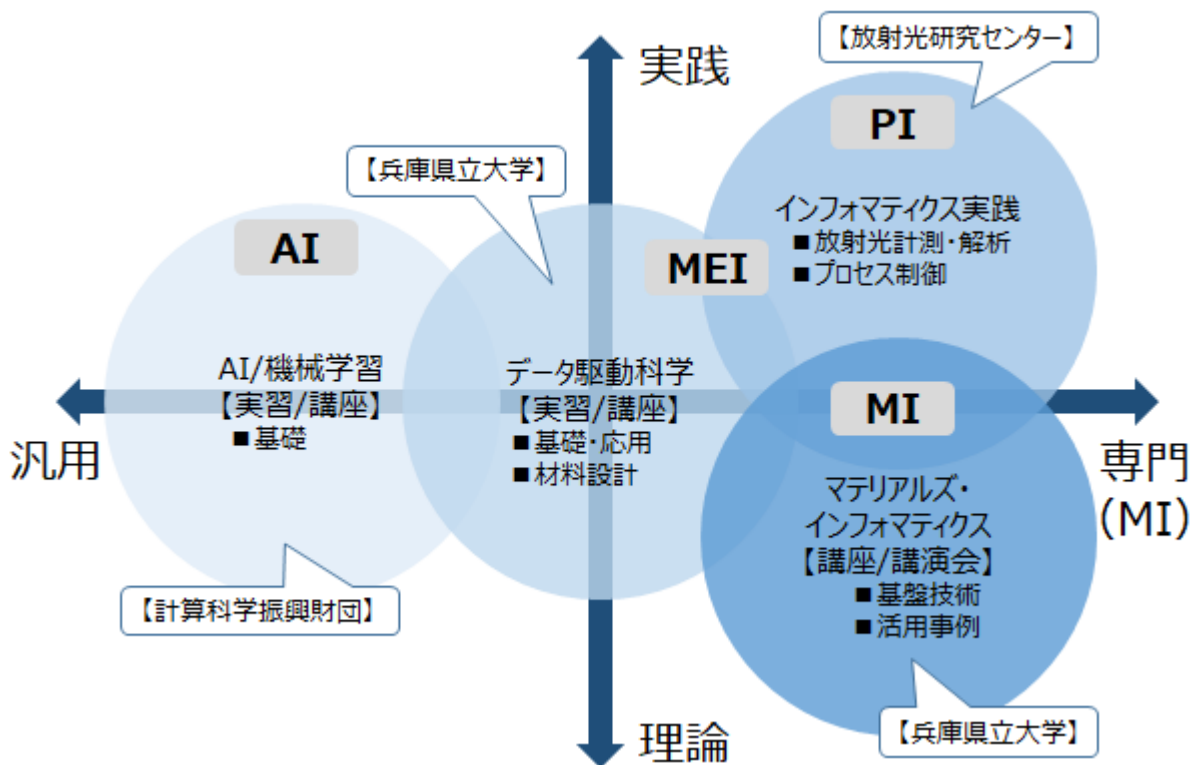 【放射光研究センター】
実践
PI
【兵庫県立大学】
インフォマティクス実践
■放射光計測・解析
■プロセス制御
AI
MEI
AI/機械学習
【実習/講座】
■基礎
データ駆動科学
【実習/講座】
■基礎・応用
■材料設計
MI
汎用
専門
(MI)
マテリアルズ・
インフォマティクス
【講座/講演会】
■基盤技術
■活用事例
【計算科学振興財団】
【兵庫県立大学】
理論